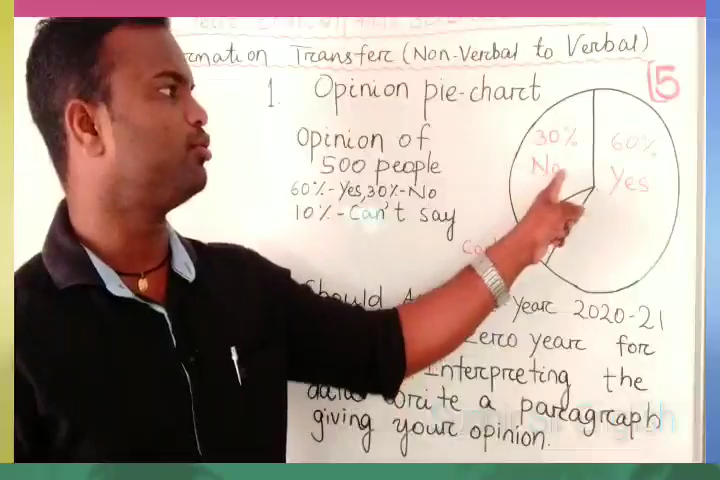 Transfer (Non-Verbal to Verbal)
5
1. Opinion pie-chart
Opinion of
500 people
60%-Yes, 30%-No
10%-Can't say
30%
No
60%
Yes
Should
Year 2020-21
Zero year for
Interpreting the
data write a paragraph
giving your opinion.